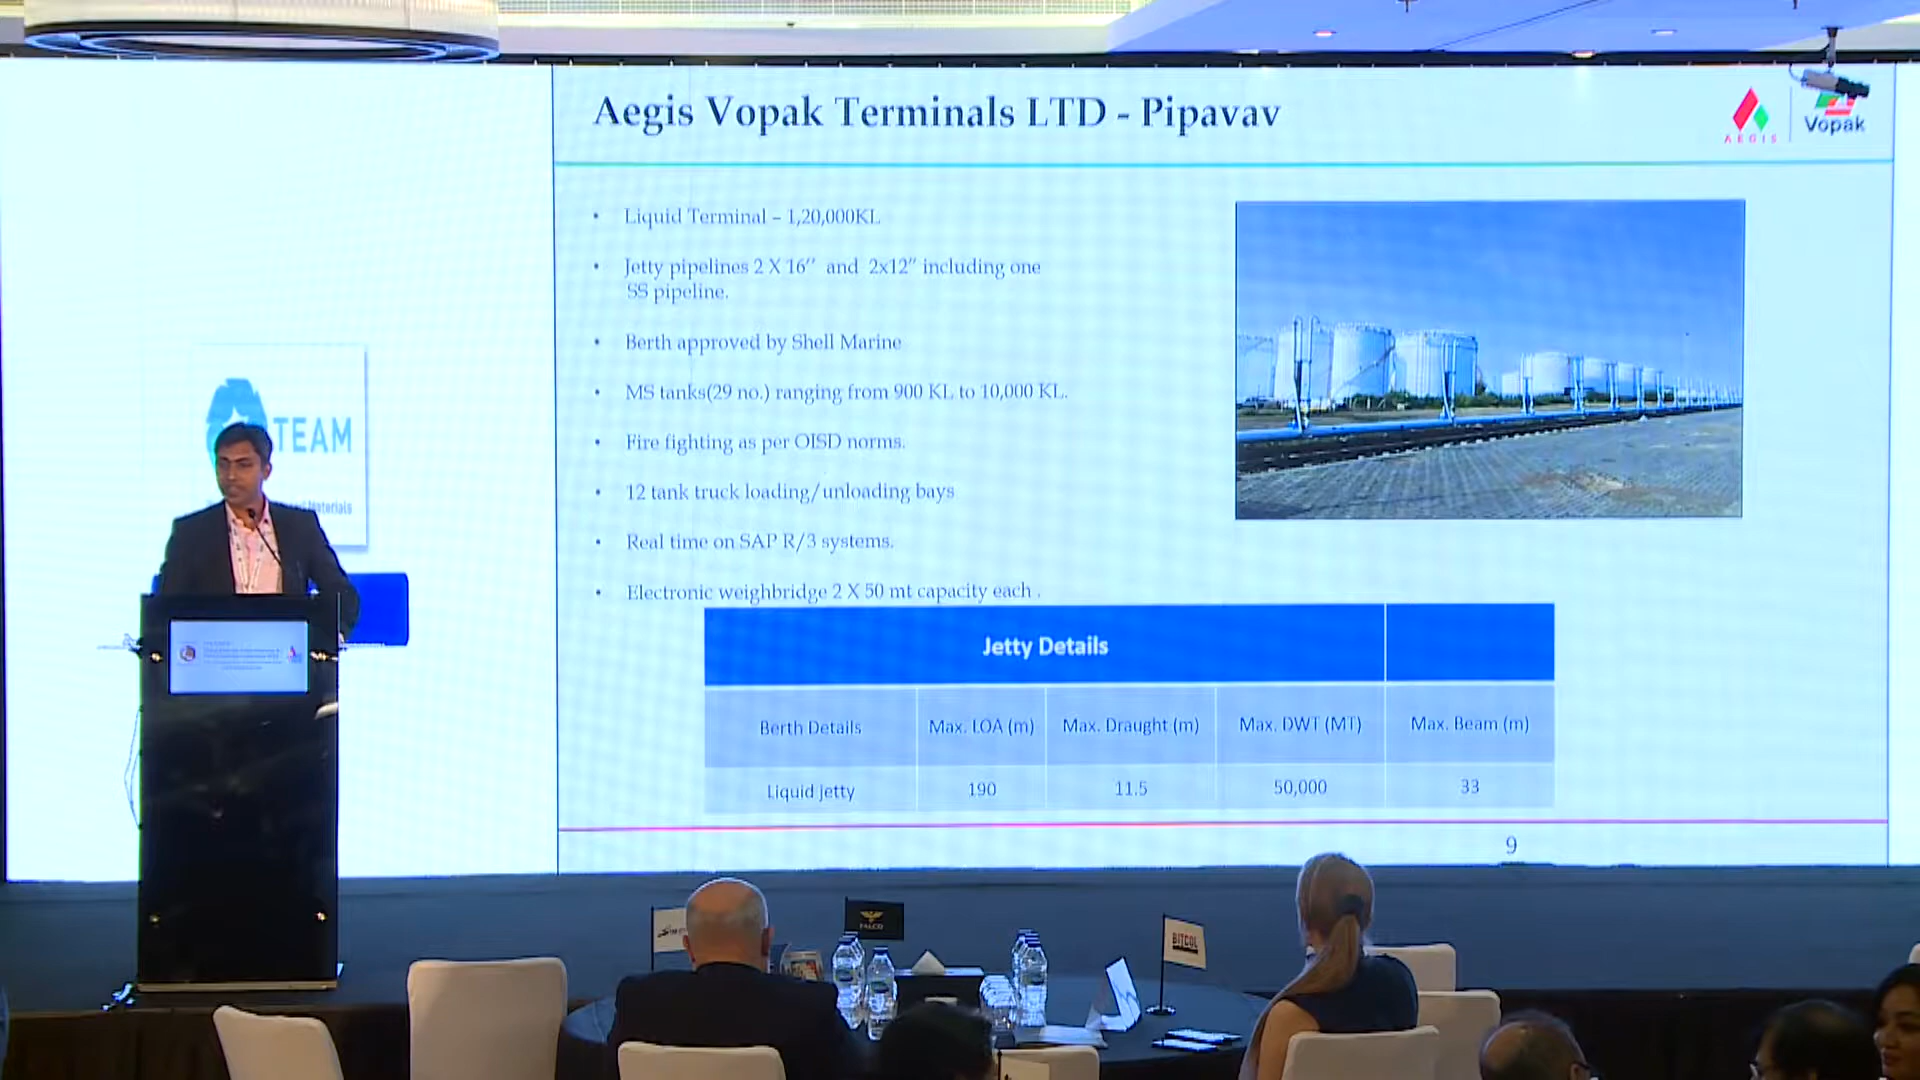 Aegis Vopak Terminals LTD - Pipavav
AEGIS
Vopak
• Liquid Terminal – 1,20,000KL
• Jetty pipelines 2 X 16’’ and 2x12” including one
SS pipeline.
• Berth approved by Shell Marine
• MS tanks(29 no.) ranging from 900 KL to 10,000 KL.
• Fire fighting as per OISD norms.
• 12 tank truck loading/unloading bays
• Real time on SAP R/3 systems.
• Electronic weighbridge 2 X 50 mt capacity each .
Jetty Details
Berth Details Max. LOA (m) Max. Draught (m) Max. DWT (MT) Max. Beam (m)
Liquid jetty 190 11.5 50,000 33
9
TEAM
Materials
FALCO
BITCOL